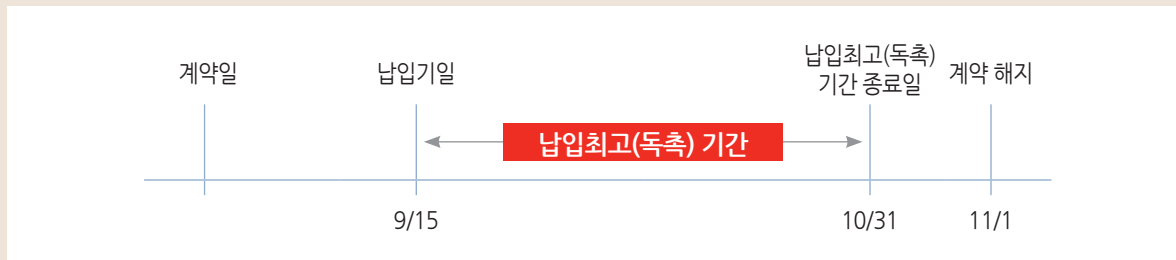 계약일
납입기일
납입최고(독촉)
기간 종료일
계약 해지
납입최고(독촉) 기간
9/15
10/31
11/1